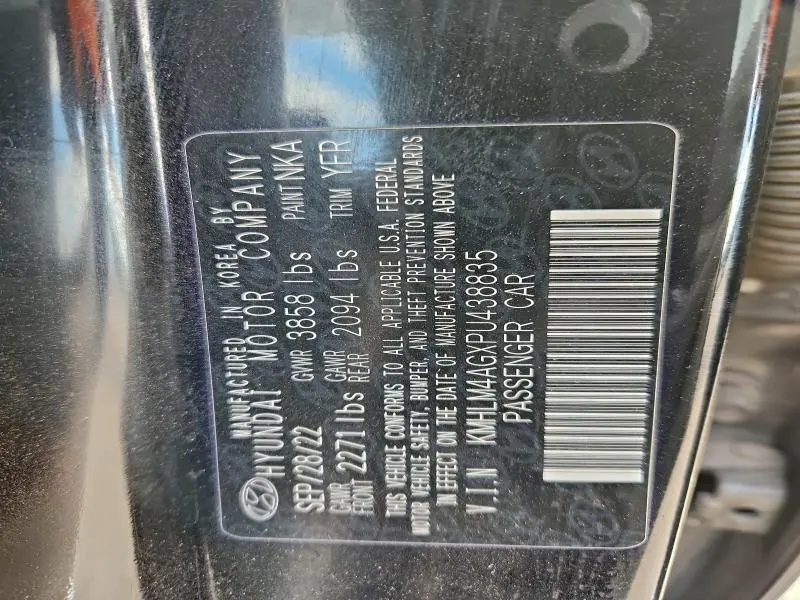 MANUFACTURED IN KOREA BY
HYUNDAI MOTOR COMPANY
SEP/28/22 GVWR 3858 lbs PAINT NKA
GAWR FRONT 2271 lbs GAWR REAR 2094 lbs TRIM YFR
THIS VEHICLE CONFORMS TO ALL APPLICABLE U.S.A. FEDERAL
MOTOR VEHICLE SAFETY, BUMPER, AND THEFT PREVENTION STANDARDS
IN EFFECT ON THE DATE OF MANUFACTURE SHOWN ABOVE
V.I.N KMHLM4AGXPU438835
PASSENGER CAR